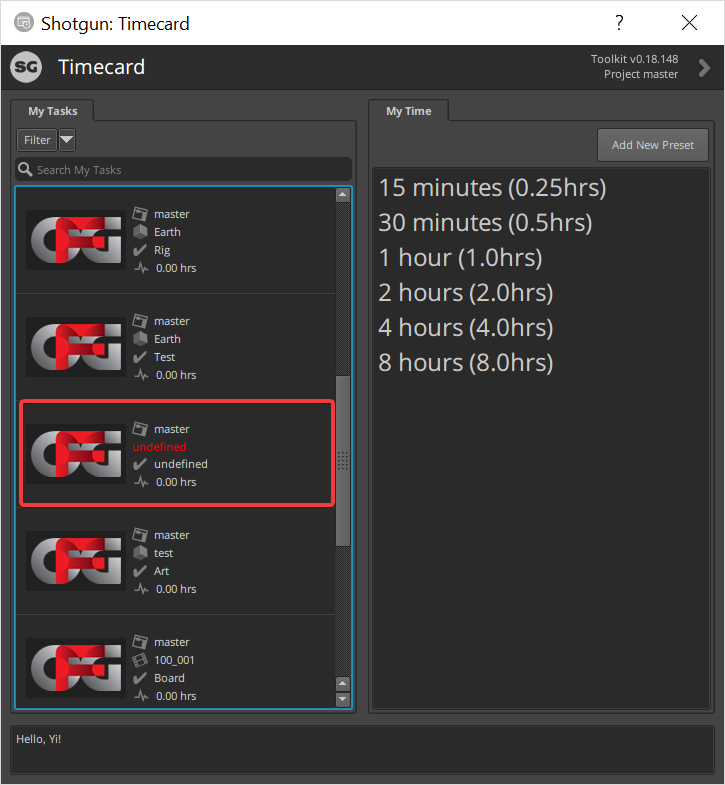 Shotgun: Timecard
?
SG
Timecard
Toolkit v0.18.148
Project master
My Tasks
Filter
Search My Tasks
master
Earth
Rig
0.00 hrs
master
Earth
Test
0.00 hrs
master
undefined
undefined
0.00 hrs
master
test
Art
0.00 hrs
master
100_001
Board
0.00 hrs
My Time
Add New Preset
15 minutes (0.25hrs)
30 minutes (0.5hrs)
1 hour (1.0hrs)
2 hours (2.0hrs)
4 hours (4.0hrs)
8 hours (8.0hrs)
Hello, Yi!